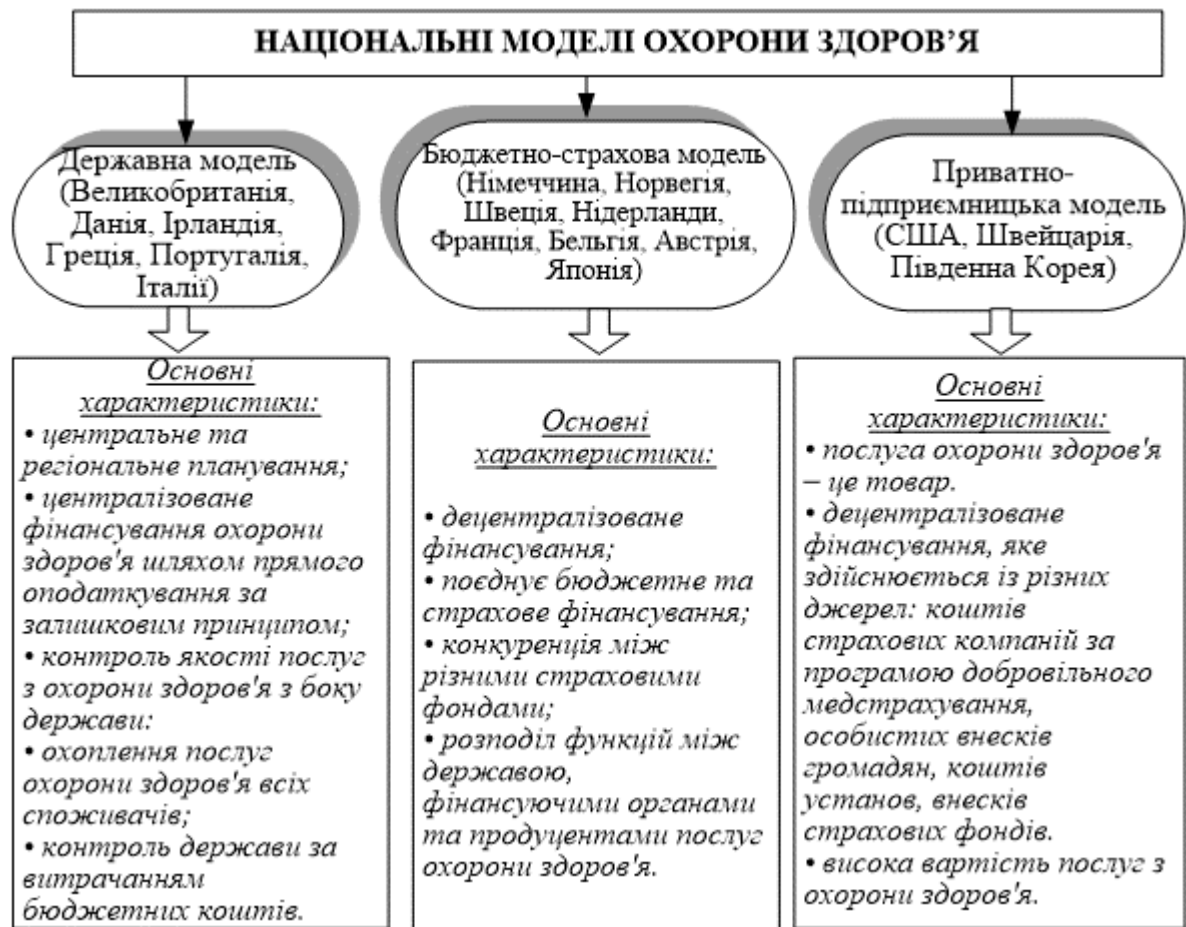 НАЦІОНАЛЬНІ МОДЕЛІ ОХОРОНИ ЗДОРОВ’Я
Державна модель
(Великобританія,
Данія, Ірландія,
Греція, Португалія,
Італії)
Бюджетно-страхова модель
(Німеччина, Норвегія,
Швеція, Нідерланди,
Франція, Бельгія, Австрія,
Японія)
Приватно-
підприємницька модель
(США, Швейцарія,
Південна Корея)
Основні
характеристики:
• центральне та
регіональне планування;
• централізоване
фінансування охорони
здоров'я шляхом прямого
оподаткування за
залишковим принципом;
• контроль якості послуг
з охорони здоров'я з боку
держави:
• охоплення послуг
охорони здоров'я всіх
споживачів;
• контроль держави за
витрачанням
бюджетних коштів.
Основні
характеристики:
• децентралізоване
фінансування;
• поєднує бюджетне та
страхове фінансування;
• конкуренція між
різними страховими
фондами;
• розподіл функцій між
державою,
фінансуючими органами
та продуцентами послуг
охорони здоров'я.
Основні
характеристики:
• послуга охорони здоров'я
– це товар.
• децентралізоване
фінансування, яке
здійснюється із різних
джерел: коштів
страхових компаній за
програмою добровільного
медстрахування,
особистих внесків
громадян, коштів
установ, внесків
страхових фондів.
• висока вартість послуг з
охорони здоров'я.